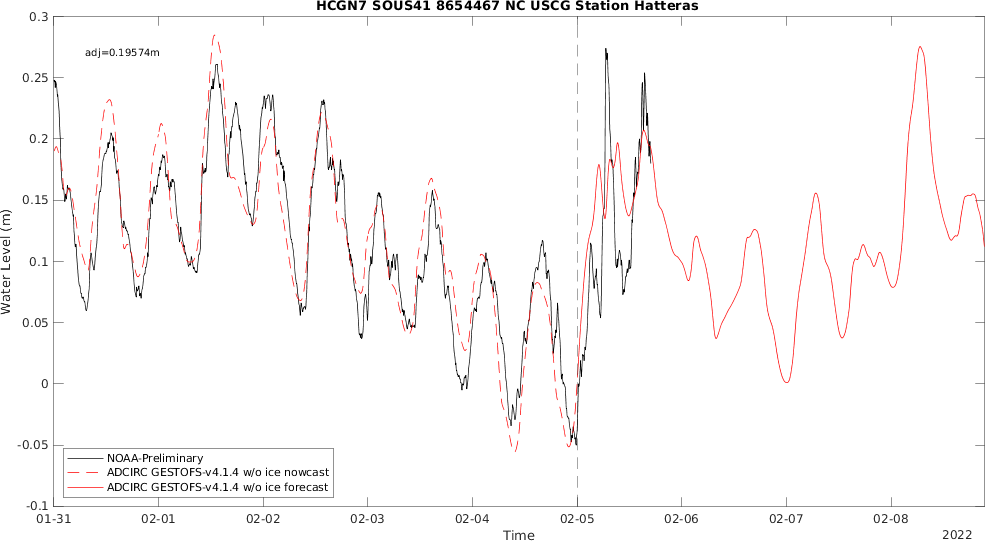 HCGN7 SOUS41 8654467 NC USCG Station Hatteras
adj=0.19574m
Water Level (m)
0.3
0.25
0.2
0.15
0.1
0.05
0
-0.05
-0.1
NOAA-Preliminary
ADCIRC GESTOFS-v4.1.4 w/o ice nowcast
ADCIRC GESTOFS-v4.1.4 w/o ice forecast
01-31 02-01 02-02 02-03 02-04 02-05 02-06 02-07 02-08
Time
2022